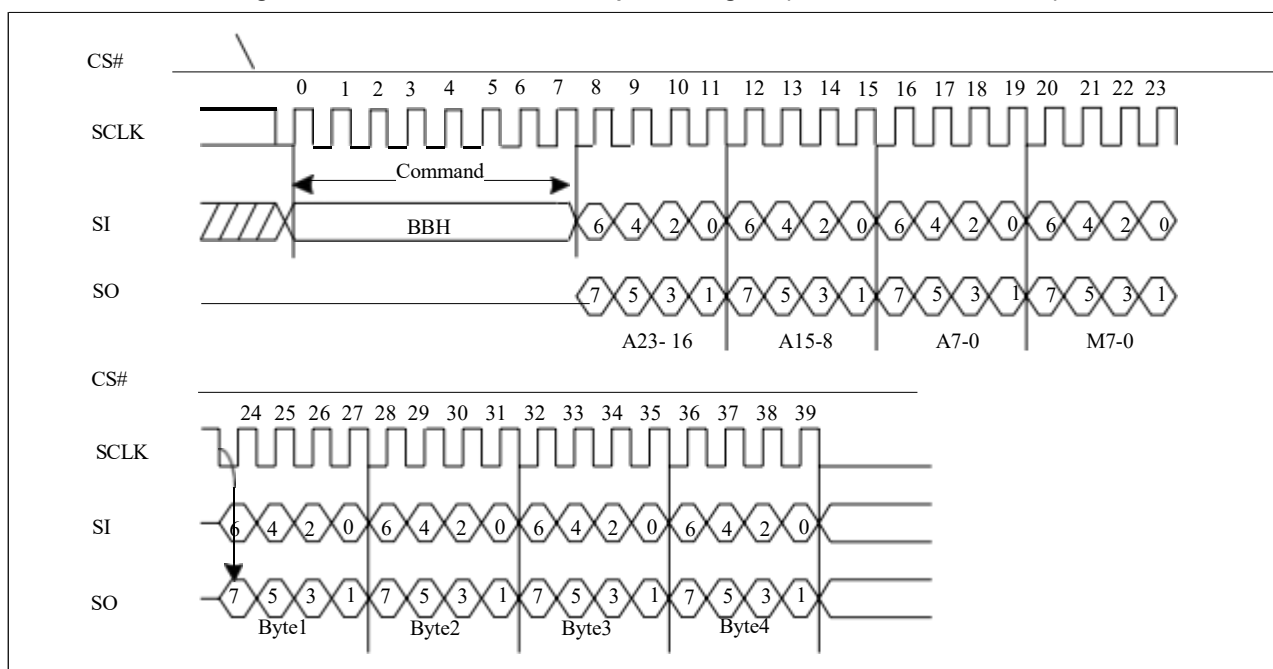 CS#
0 1 2 3 4 5 6 7 8 9 10 11 12 13 14 15 16 17 18 19 20 21 22 23
SCLK
Command
SI BBH 6 4 2 0 6 4 2 0 6 4 2 0 6 4 2 0
SO 7 5 3 1 7 5 3 1 7 5 3 1 7 5 3 1
A23- 16 A15-8 A7-0 M7-0
CS#
24 25 26 27 28 29 30 31 32 33 34 35 36 37 38 39
SCLK
SI 6 4 2 0 6 4 2 0 6 4 2 0 6 4 2 0
SO 7 5 3 1 7 5 3 1 7 5 3 1 7 5 3 1
Byte1 Byte2 Byte3 Byte4